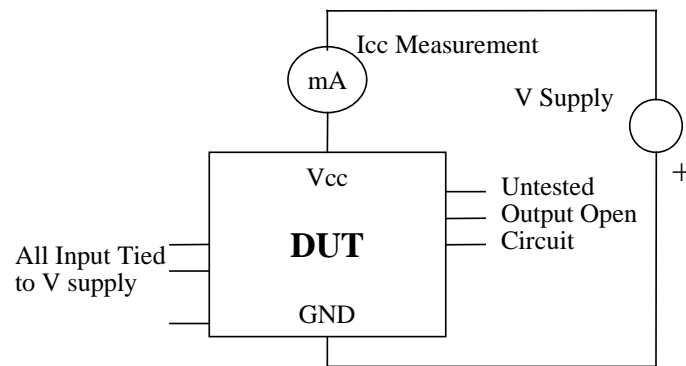 Icc Measurement
mA
V Supply
+
Vcc
Untested
Output Open
Circuit
DUT
All Input Tied
to V supply
GND